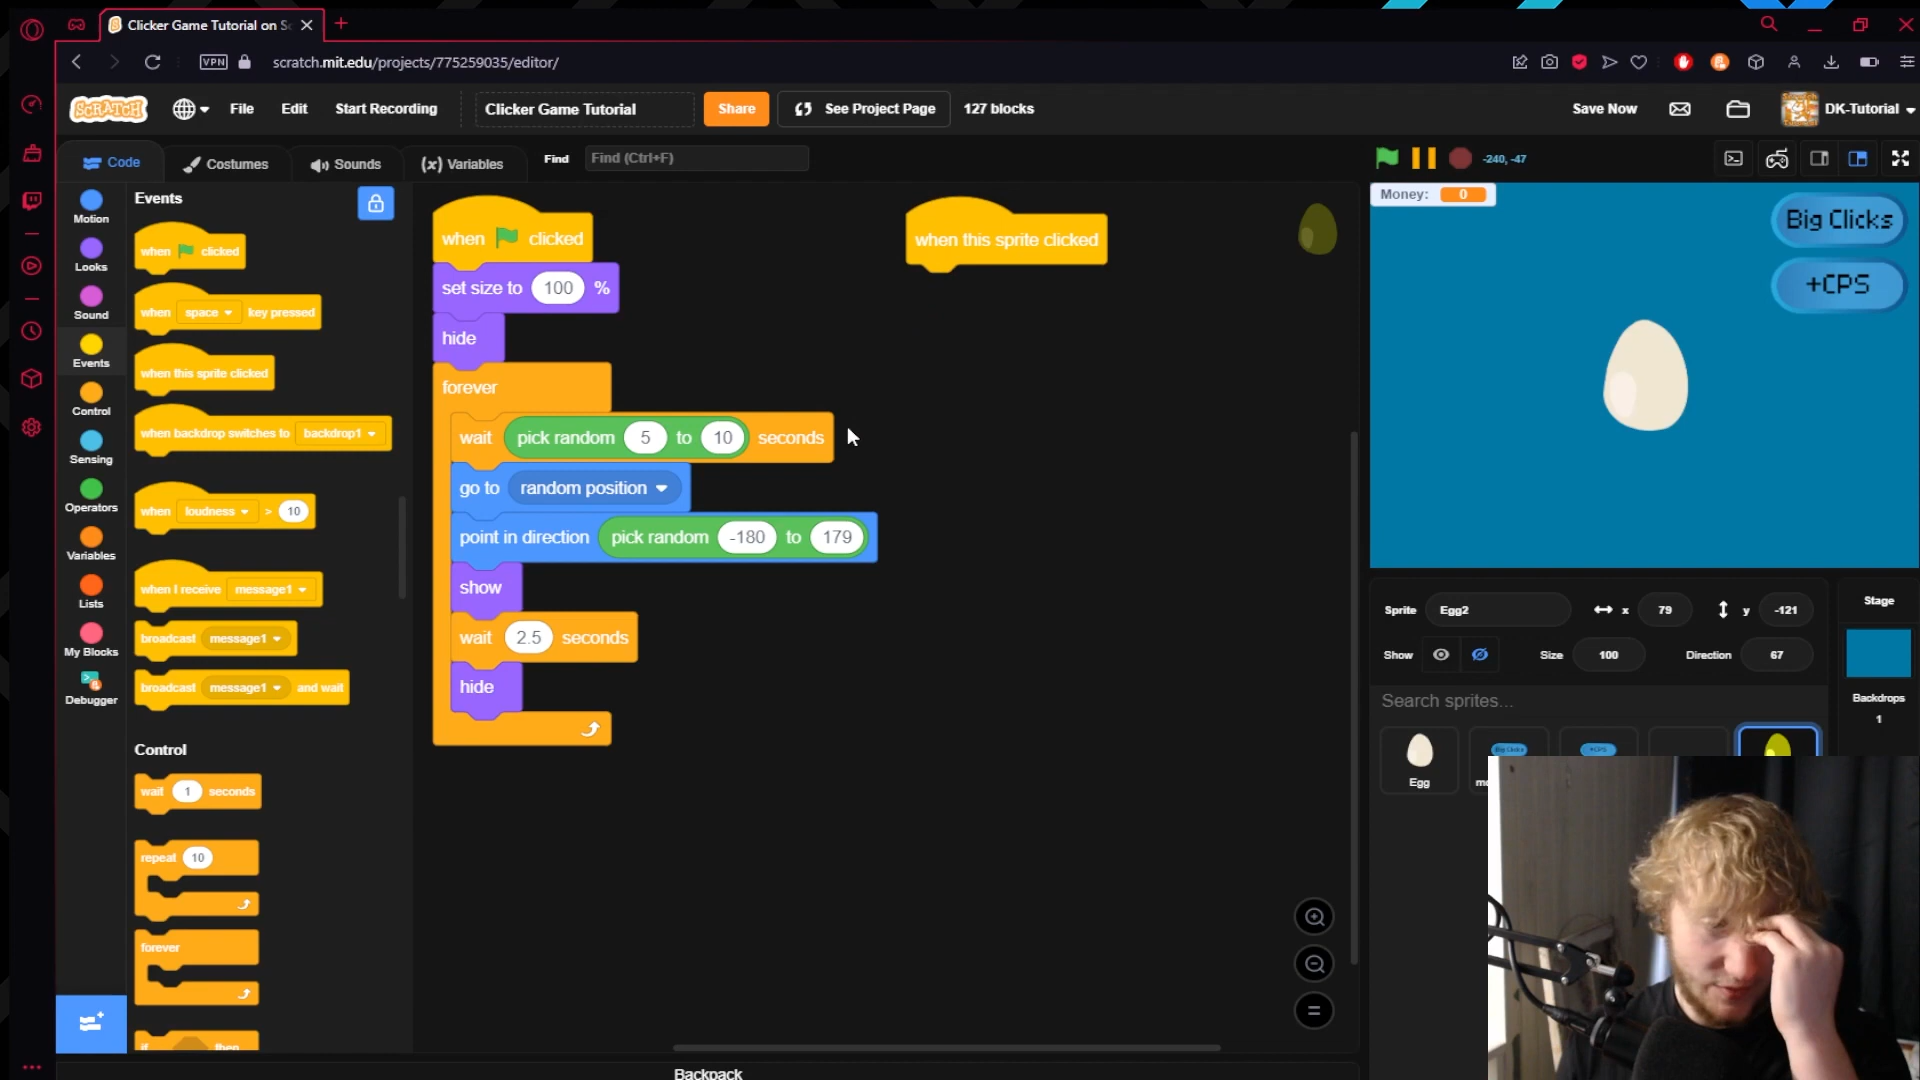 Clicker Game Tutorial on S
VPN
scratch.mit.edu/projects/775259035/editor/
SCRATCH
File
Edit
Start Recording
Clicker Game Tutorial
Share
See Project Page
127 blocks
Save Now
DK-Tutorial
Code
Costumes
Sounds
(x) Variables
Find
Find (Ctrl+F)
-240, -47
Motion
Looks
Sound
Events
Control
Sensing
Operators
Variables
Lists
My Blocks
Debugger
Events
when clicked
when space key pressed
when this sprite clicked
when backdrop switches to backdrop1
when loudness > 10
when I receive message1
broadcast message1
broadcast message1 and wait
Control
wait 1 seconds
repeat 10
forever
if then
when clicked
set size to 100 %
hide
forever
wait pick random 5 to 10 seconds
go to random position
point in direction pick random -180 to 179
show
wait 2.5 seconds
hide
when this sprite clicked
Backpack
Money: 0
Big Clicks
+CPS
Sprite Egg2 x 79 y -121
Show Size 100 Direction 67
Search sprites...
Big Clicks
+CPS
Egg
Stage
Backdrops
1